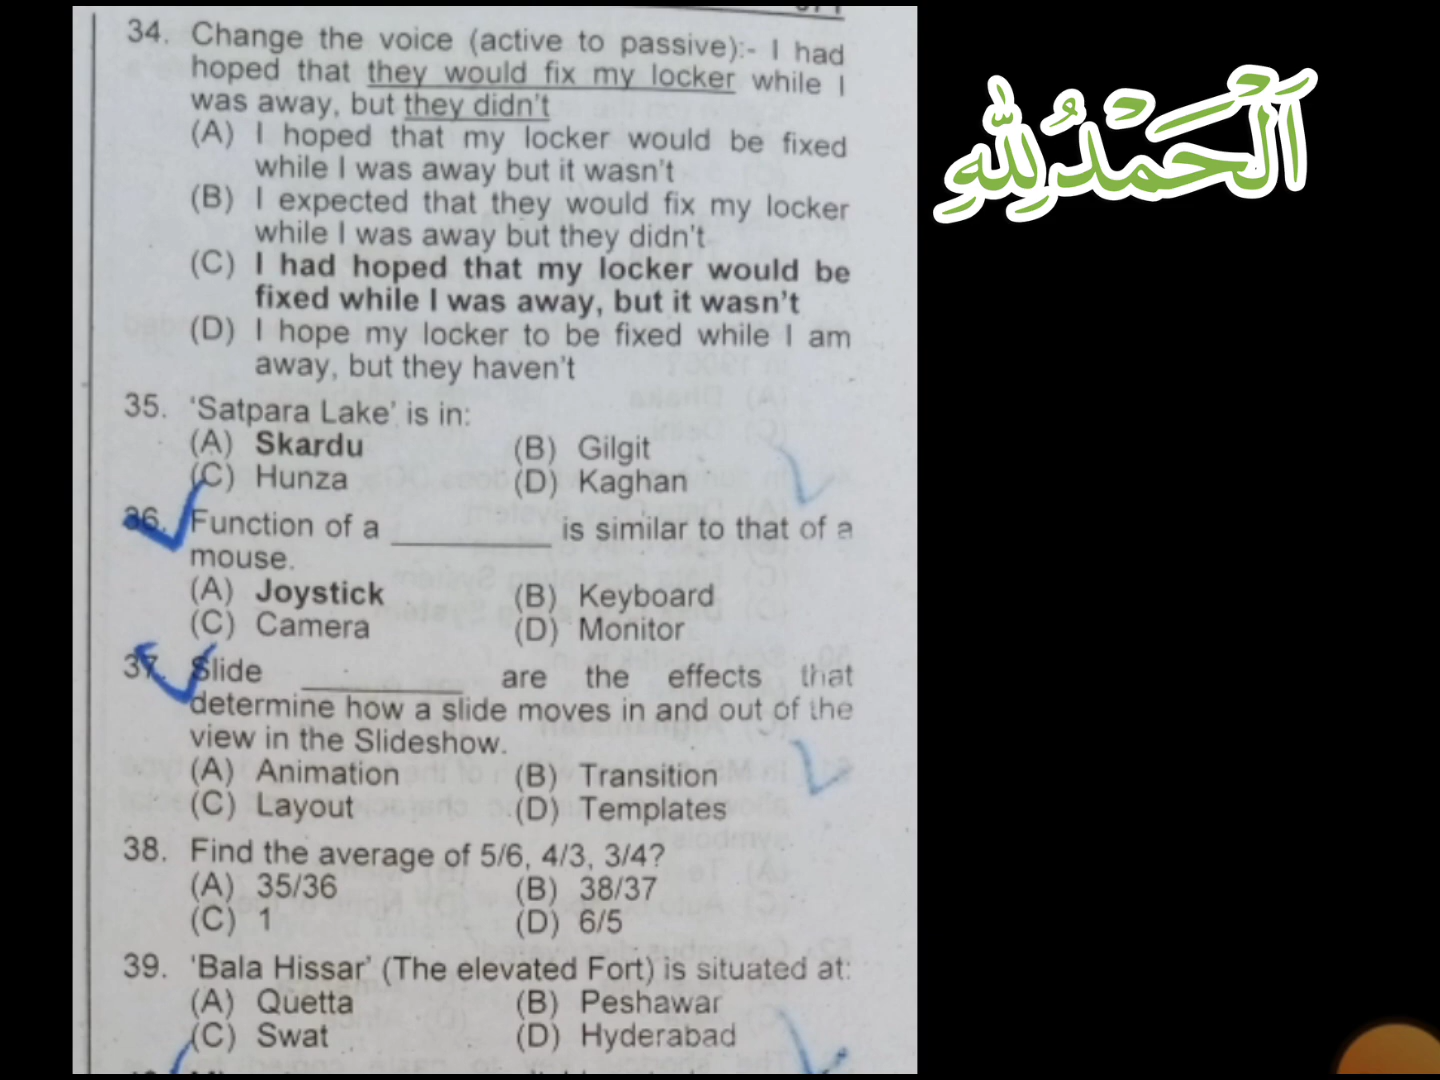 34. Change the voice (active to passive):- I had
hoped that they would fix my locker while I
was away, but they didn't
(A) I hoped that my locker would be fixed
while I was away but it wasn't
(B) I expected that they would fix my locker
while I was away but they didn't
(C) I had hoped that my locker would be
fixed while I was away, but it wasn't
(D) I hope my locker to be fixed while I am
away, but they haven't
35. 'Satpara Lake' is in:
(A) Skardu (B) Gilgit
(C) Hunza (D) Kaghan
36. Function of a __________ is similar to that of a
mouse.
(A) Joystick (B) Keyboard
(C) Camera (D) Monitor
37. Slide __________ are the effects that
determine how a slide moves in and out of the
view in the Slideshow.
(A) Animation (B) Transition
(C) Layout (D) Templates
38. Find the average of 5/6, 4/3, 3/4?
(A) 35/36 (B) 38/37
(C) 1 (D) 6/5
39. 'Bala Hissar' (The elevated Fort) is situated at:
(A) Quetta (B) Peshawar
(C) Swat (D) Hyderabad
اَلْحَمْدُلِلّٰهِ